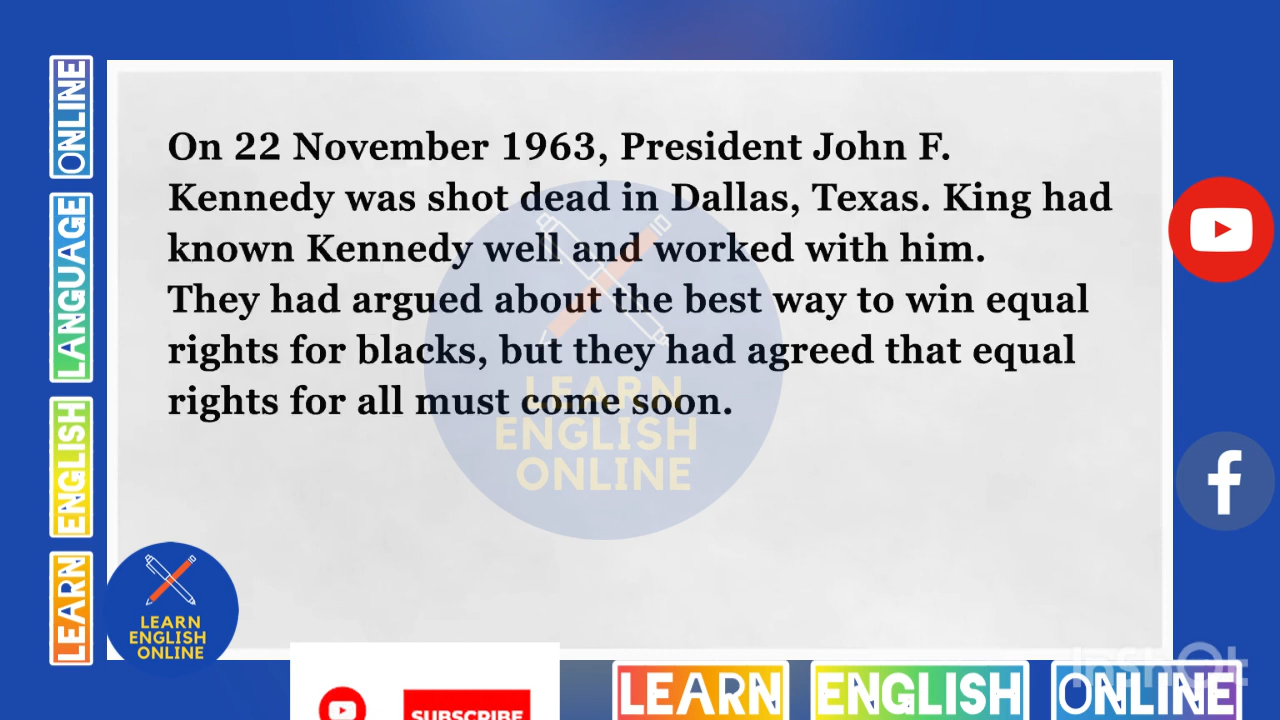 On 22 November 1963, President John F.
Kennedy was shot dead in Dallas, Texas. King had
known Kennedy well and worked with him.
They had argued about the best way to win equal
rights for blacks, but they had agreed that equal
rights for all must come soon.
LEARN
ENGLISH
ONLINE
LEARN ENGLISH LANGUAGE ONLINE
LEARN
ENGLISH
ONLINE
SUBSCRIBE
LEARN ENGLISH ONLINE
InShOt